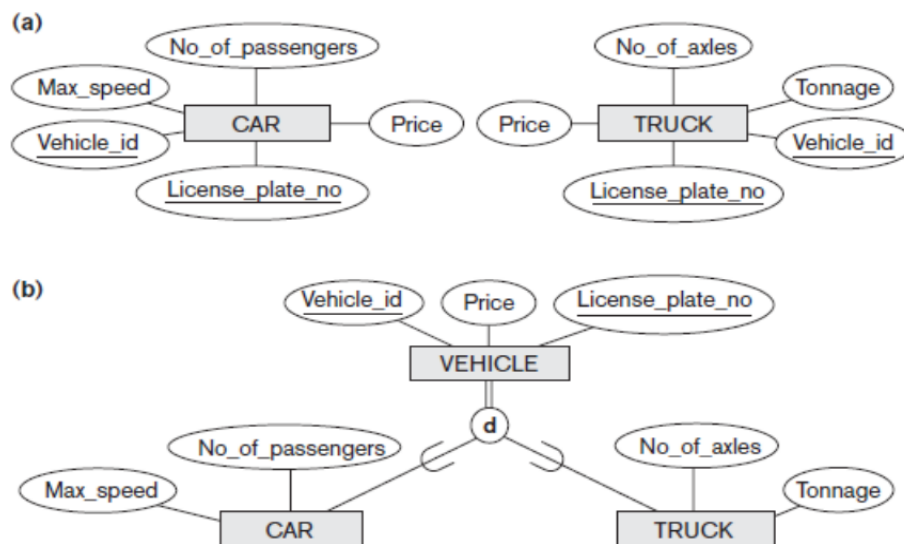 (a)
No_of_passengers
No_of_axles
Max_speed
Tonnage
CAR
Price
Price
TRUCK
Vehicle_id
Vehicle_id
License_plate_no
License_plate_no
(b)
Vehicle_id
Price
License_plate_no
VEHICLE
d
No_of_passengers
No_of_axles
Max_speed
Tonnage
CAR
TRUCK